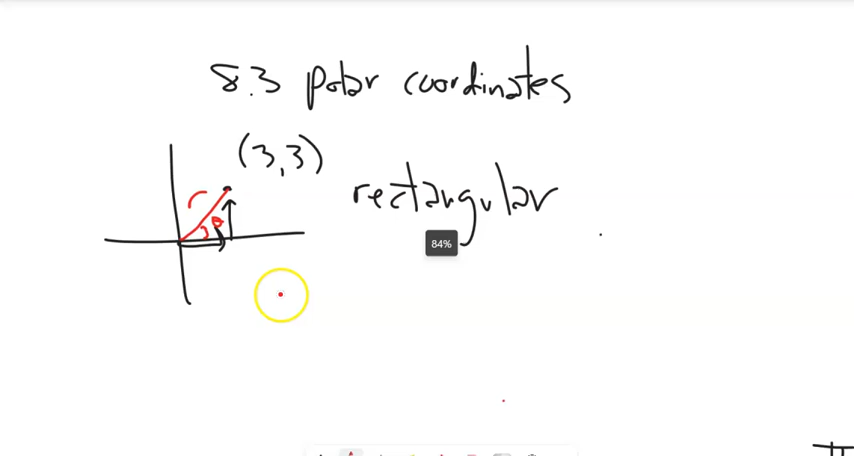 8.3 polar coordinates
(3,3)
rectangular
r
θ
84%
π